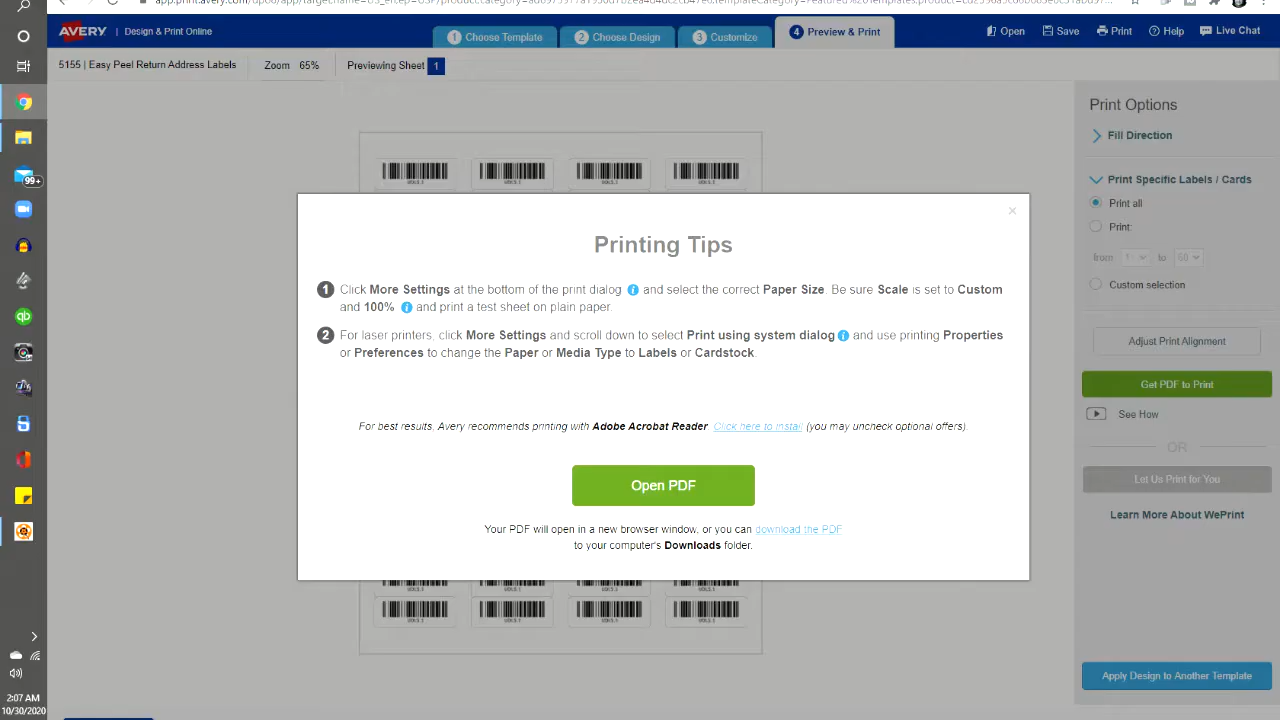 AVERY | Design & Print Online
1 Choose Template
2 Choose Design
3 Customize
4 Preview & Print
Open
Save
Print
Help
Live Chat
5155 | Easy Peel Return Address Labels
Zoom 65%
Previewing Sheet 1
Print Options
Fill Direction
Print Specific Labels / Cards
Print all
Print:
from 1 to 60
Custom selection
Adjust Print Alignment
Get PDF to Print
See How
OR
Let Us Print for You
Learn More About WePrint
Apply Design to Another Template
×
Printing Tips
1 Click More Settings at the bottom of the print dialog i and select the correct Paper Size. Be sure Scale is set to Custom
and 100% i and print a test sheet on plain paper.
2 For laser printers, click More Settings and scroll down to select Print using system dialog i and use printing Properties
or Preferences to change the Paper or Media Type to Labels or Cardstock.
For best results, Avery recommends printing with Adobe Acrobat Reader. Click here to install (you may uncheck optional offers).
Open PDF
Your PDF will open in a new browser window, or you can download the PDF
to your computer's Downloads folder.
99+
qb
2:07 AM
10/30/2020